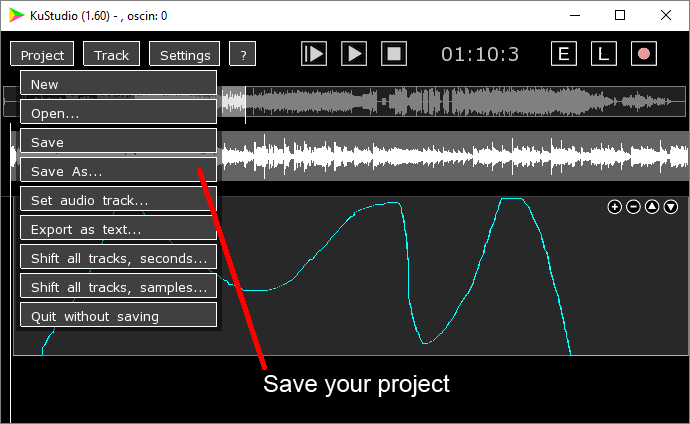 KuStudio (1.60) - , oscin: 0
Project Track Settings ? 01:10:3 E L
New
Open...
Save
Save As...
Set audio track...
Export as text...
Shift all tracks, seconds...
Shift all tracks, samples...
Quit without saving
Save your project